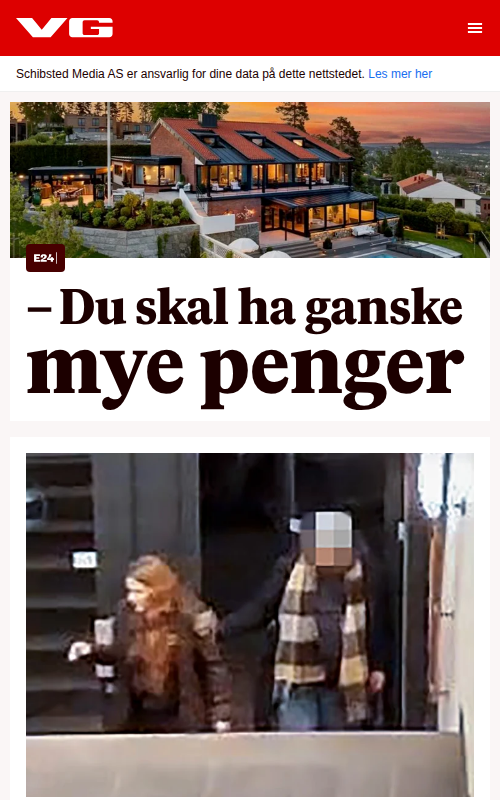 VG
Schibsted Media AS er ansvarlig for dine data på dette nettstedet. Les mer her
E24
– Du skal ha ganske
mye penger